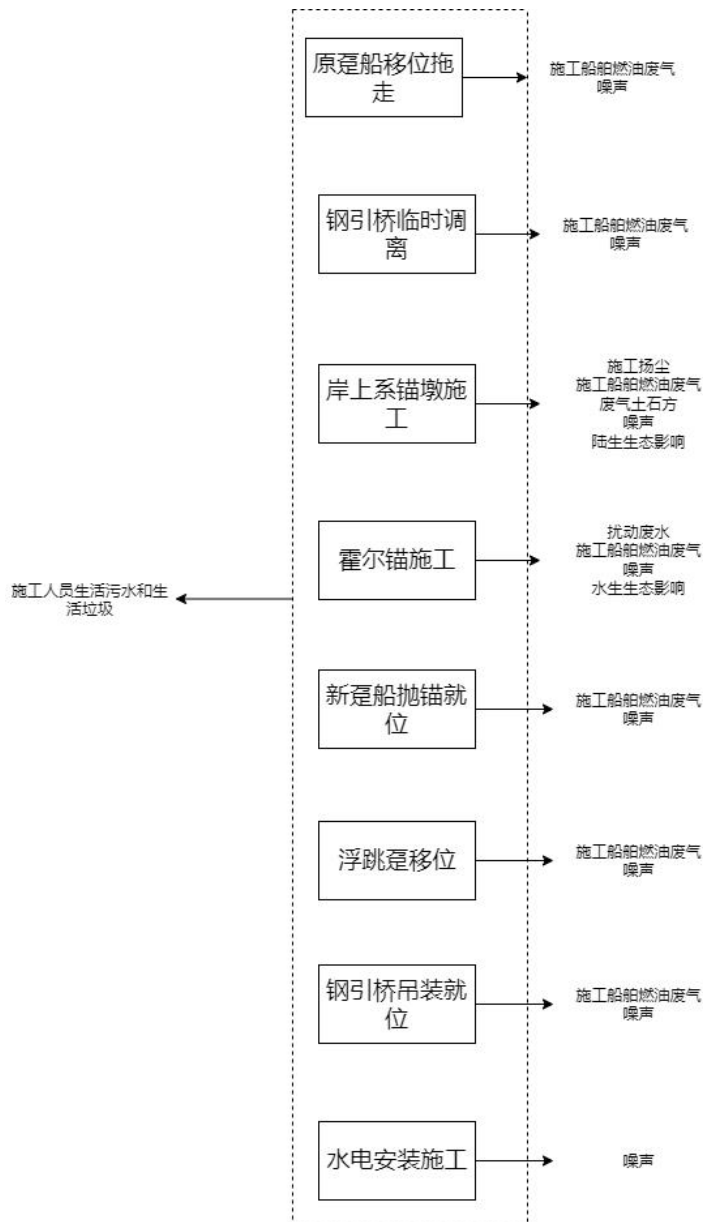 原趸船移位拖
走
施工船舶燃油废气
噪声
钢引桥临时调
离
施工船舶燃油废气
噪声
岸上系锚墩施
工
施工扬尘
施工船舶燃油废气
废气土石方
噪声
陆生生态影响
霍尔锚施工
扰动废水
施工船舶燃油废气
噪声
水生生态影响
施工人员生活污水和生
活垃圾
新趸船抛锚就
位
施工船舶燃油废气
噪声
浮跳趸移位
施工船舶燃油废气
噪声
钢引桥吊装就
位
施工船舶燃油废气
噪声
水电安装施工
噪声